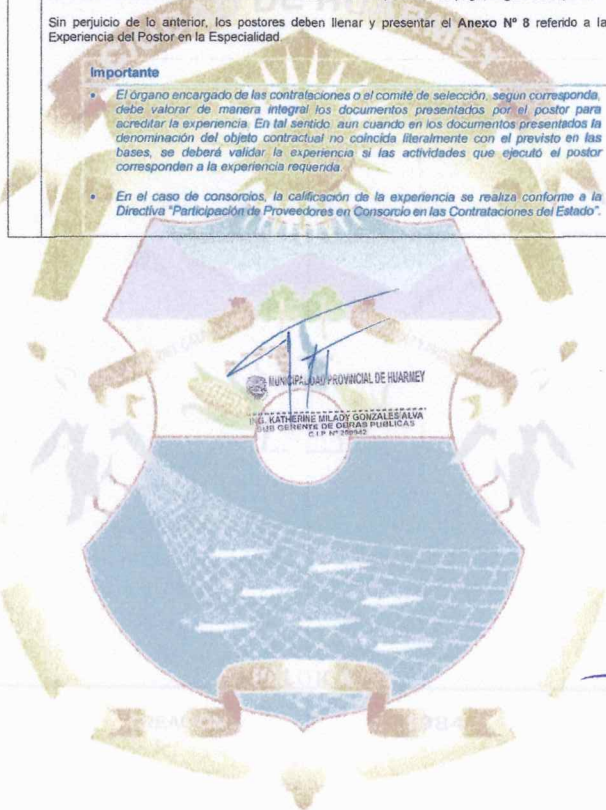 Sin perjuicio de lo anterior, los postores deben llenar y presentar el Anexo Nº 8 referido a la
Experiencia del Postor en la Especialidad.
Importante
• El órgano encargado de las contrataciones o el comité de selección, según corresponda,
debe valorar de manera integral los documentos presentados por el postor para
acreditar la experiencia. En tal sentido, aun cuando en los documentos presentados la
denominación del objeto contractual no coincida literalmente con el previsto en las
bases, se deberá validar la experiencia si las actividades que ejecutó el postor
corresponden a la experiencia requerida.
• En el caso de consorcios, la calificación de la experiencia se realiza conforme a la
Directiva "Participación de Proveedores en Consorcio en las Contrataciones del Estado".
MUNICIPALIDAD PROVINCIAL DE HUARMEY
ING. KATHERINE MILADY GONZALES ALVA
SUB GERENTE DE OBRAS PUBLICAS